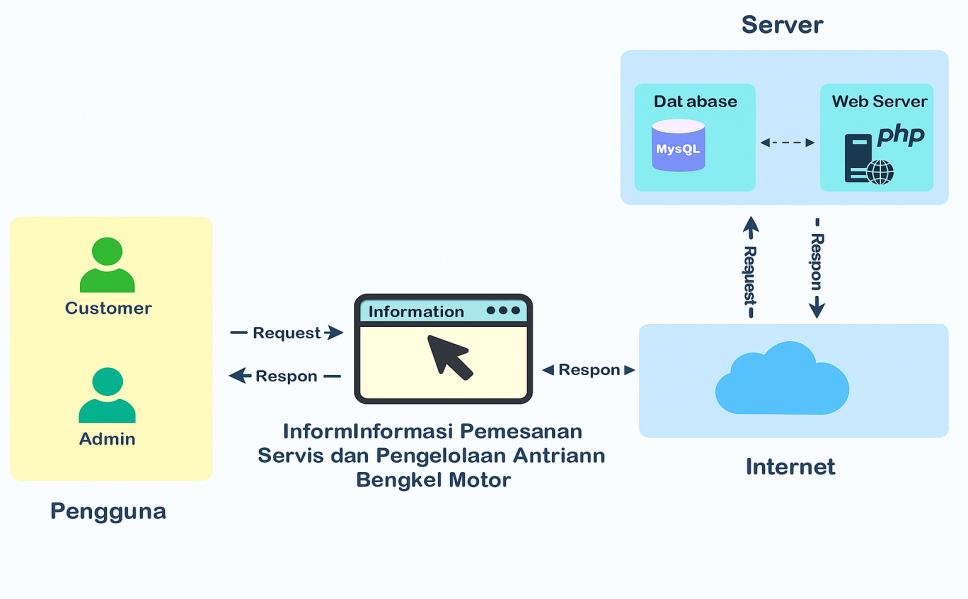 Server
Dat abase
MysQL
Web Server
php
Request
Respon
Customer
Admin
Pengguna
Request
Respon
Information
InformInformasi Pemesanan
Servis dan Pengelolaan Antriann
Bengkel Motor
Respon
Internet